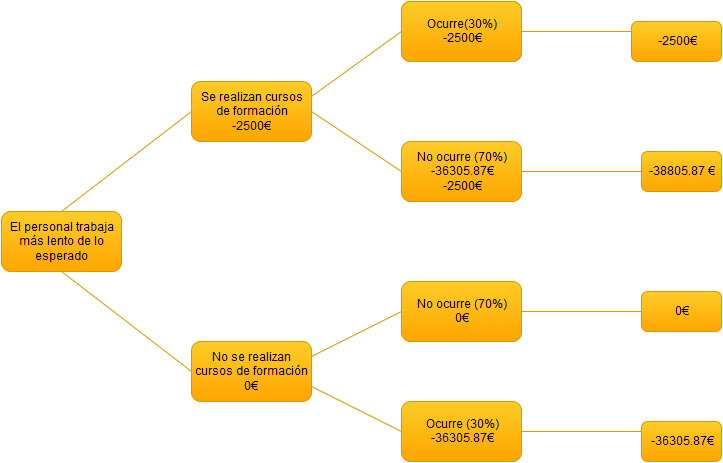 Ocurre(30%)
-2500€
-2500€
Se realizan cursos
de formación
-2500€
No ocurre (70%)
-36305.87€
-2500€
-38805.87 €
El personal trabaja
más lento de lo
esperado
No ocurre (70%)
0€
0€
No se realizan
cursos de formación
0€
Ocurre (30%)
-36305.87€
-36305.87€